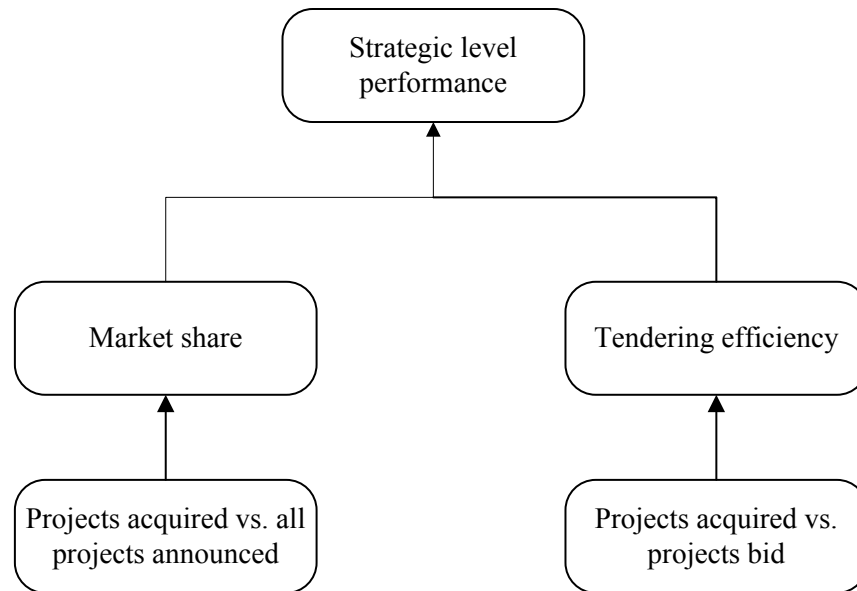 Strategic level
performance
Market share
Tendering efficiency
Projects acquired vs. all
projects announced
Projects acquired vs.
projects bid